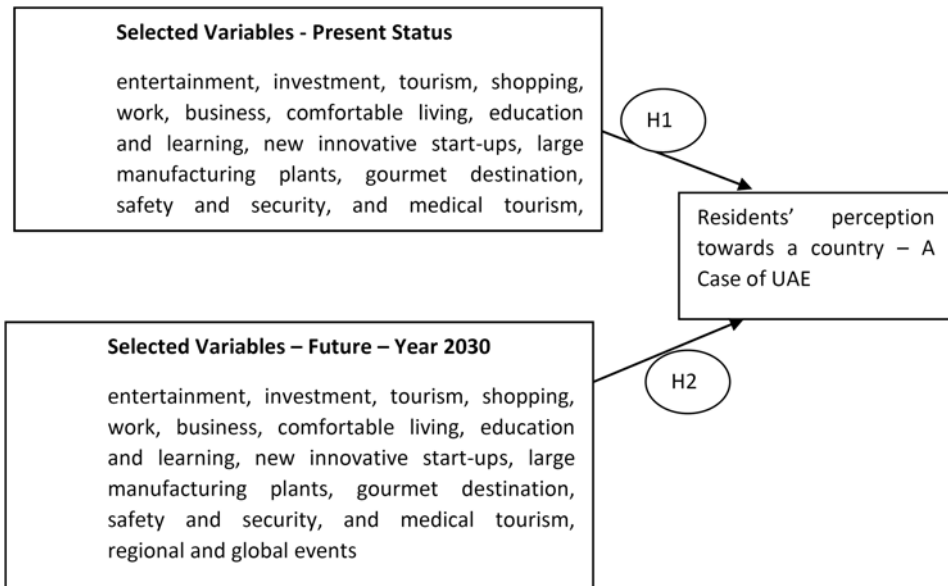 Selected Variables - Present Status
entertainment, investment, tourism, shopping,
work, business, comfortable living, education
and learning, new innovative start-ups, large
manufacturing plants, gourmet destination,
safety and security, and medical tourism,
H1
Residents’ perception
towards a country – A
Case of UAE
Selected Variables – Future – Year 2030
entertainment, investment, tourism, shopping,
work, business, comfortable living, education
and learning, new innovative start-ups, large
manufacturing plants, gourmet destination,
safety and security, and medical tourism,
regional and global events
H2